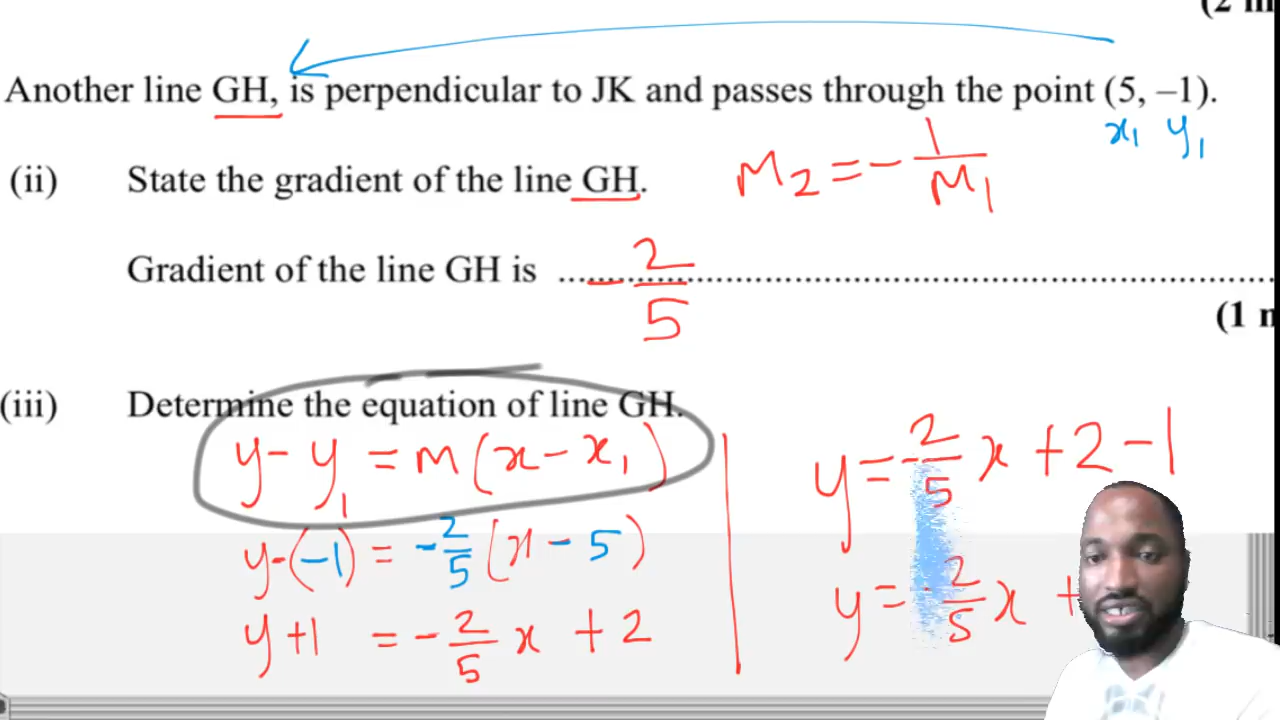 (2 m
Another line GH, is perpendicular to JK and passes through the point (5, –1).
x₁ y₁
(ii) State the gradient of the line GH.
M₂ = - 1/M₁
Gradient of the line GH is .... - 2/5 ....
(1 m
(iii) Determine the equation of line GH.
y - y₁ = m(x - x₁)
y-(-1) = -2/5(x - 5)
y+1 = -2/5 x + 2
y = -2/5 x + 2 - 1
y = -2/5 x +